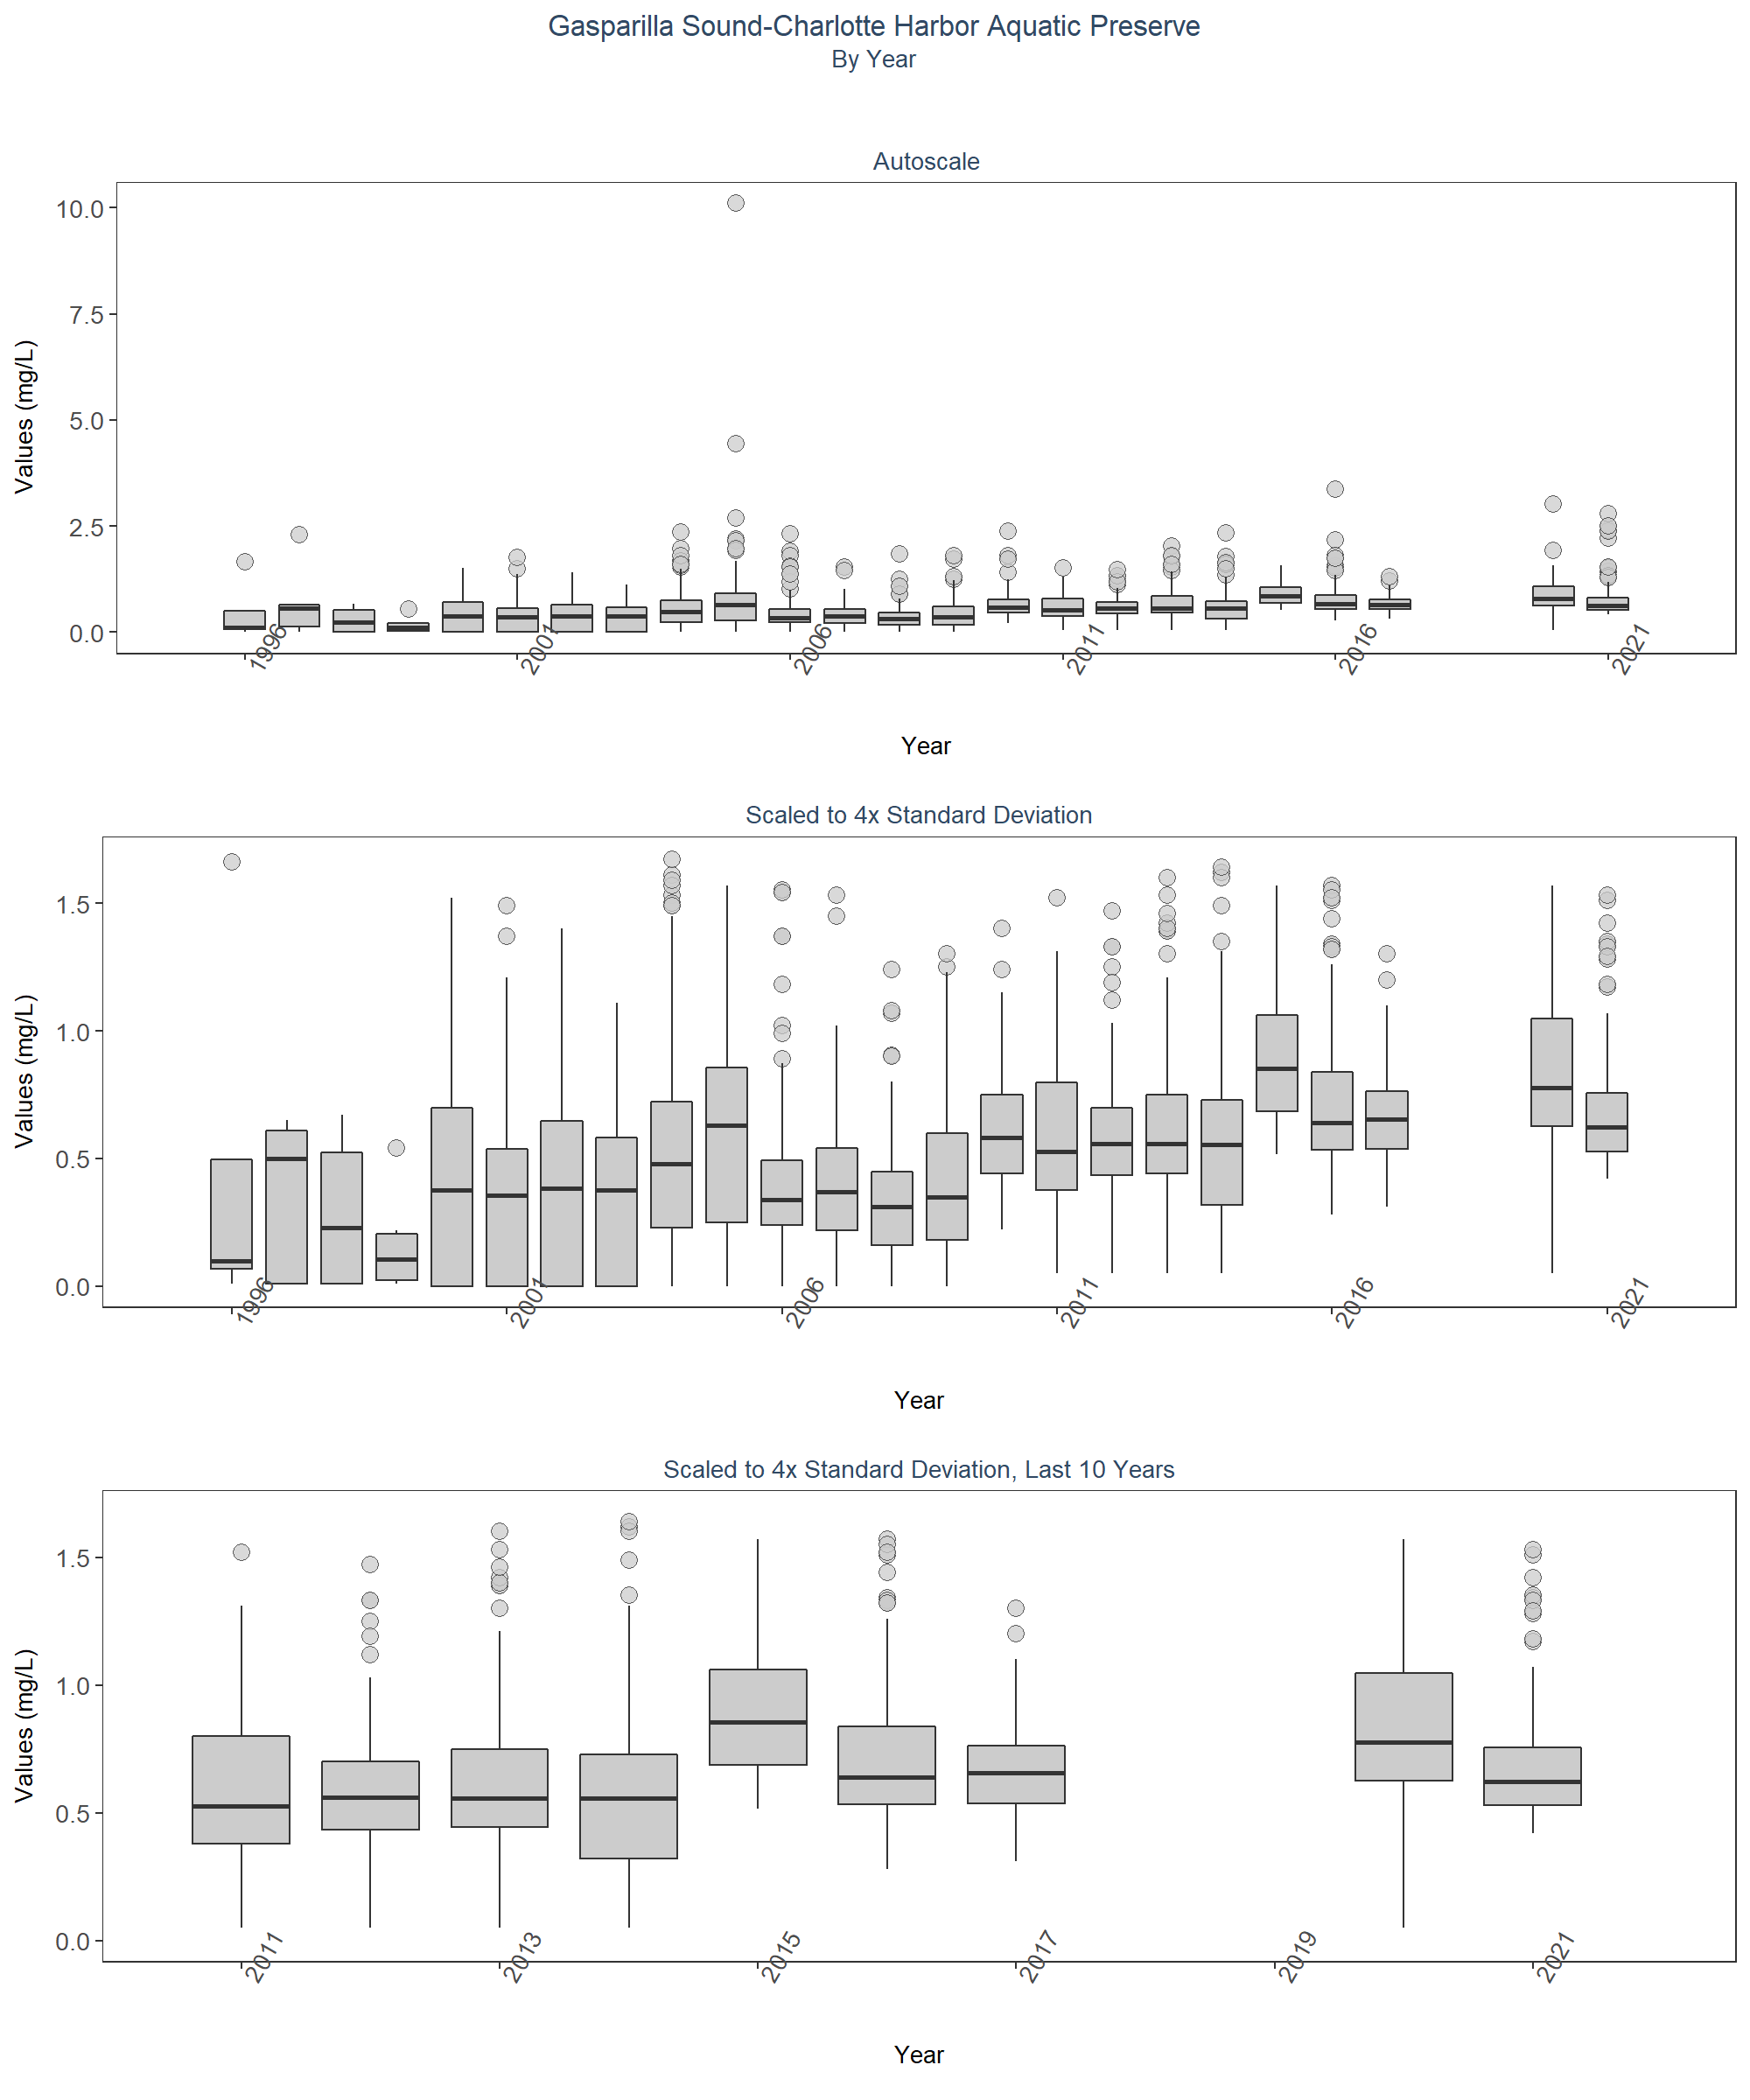 Gasparilla Sound-Charlotte Harbor Aquatic Preserve
By Year
Autoscale
Values (mg/L)
10.0
7.5
5.0
2.5
0.0
1996
2001
2006
2011
2016
2021
Year
Scaled to 4x Standard Deviation
Values (mg/L)
1.5
1.0
0.5
0.0
1996
2001
2006
2011
2016
2021
Year
Scaled to 4x Standard Deviation, Last 10 Years
Values (mg/L)
1.5
1.0
0.5
0.0
2011
2013
2015
2017
2019
2021
Year